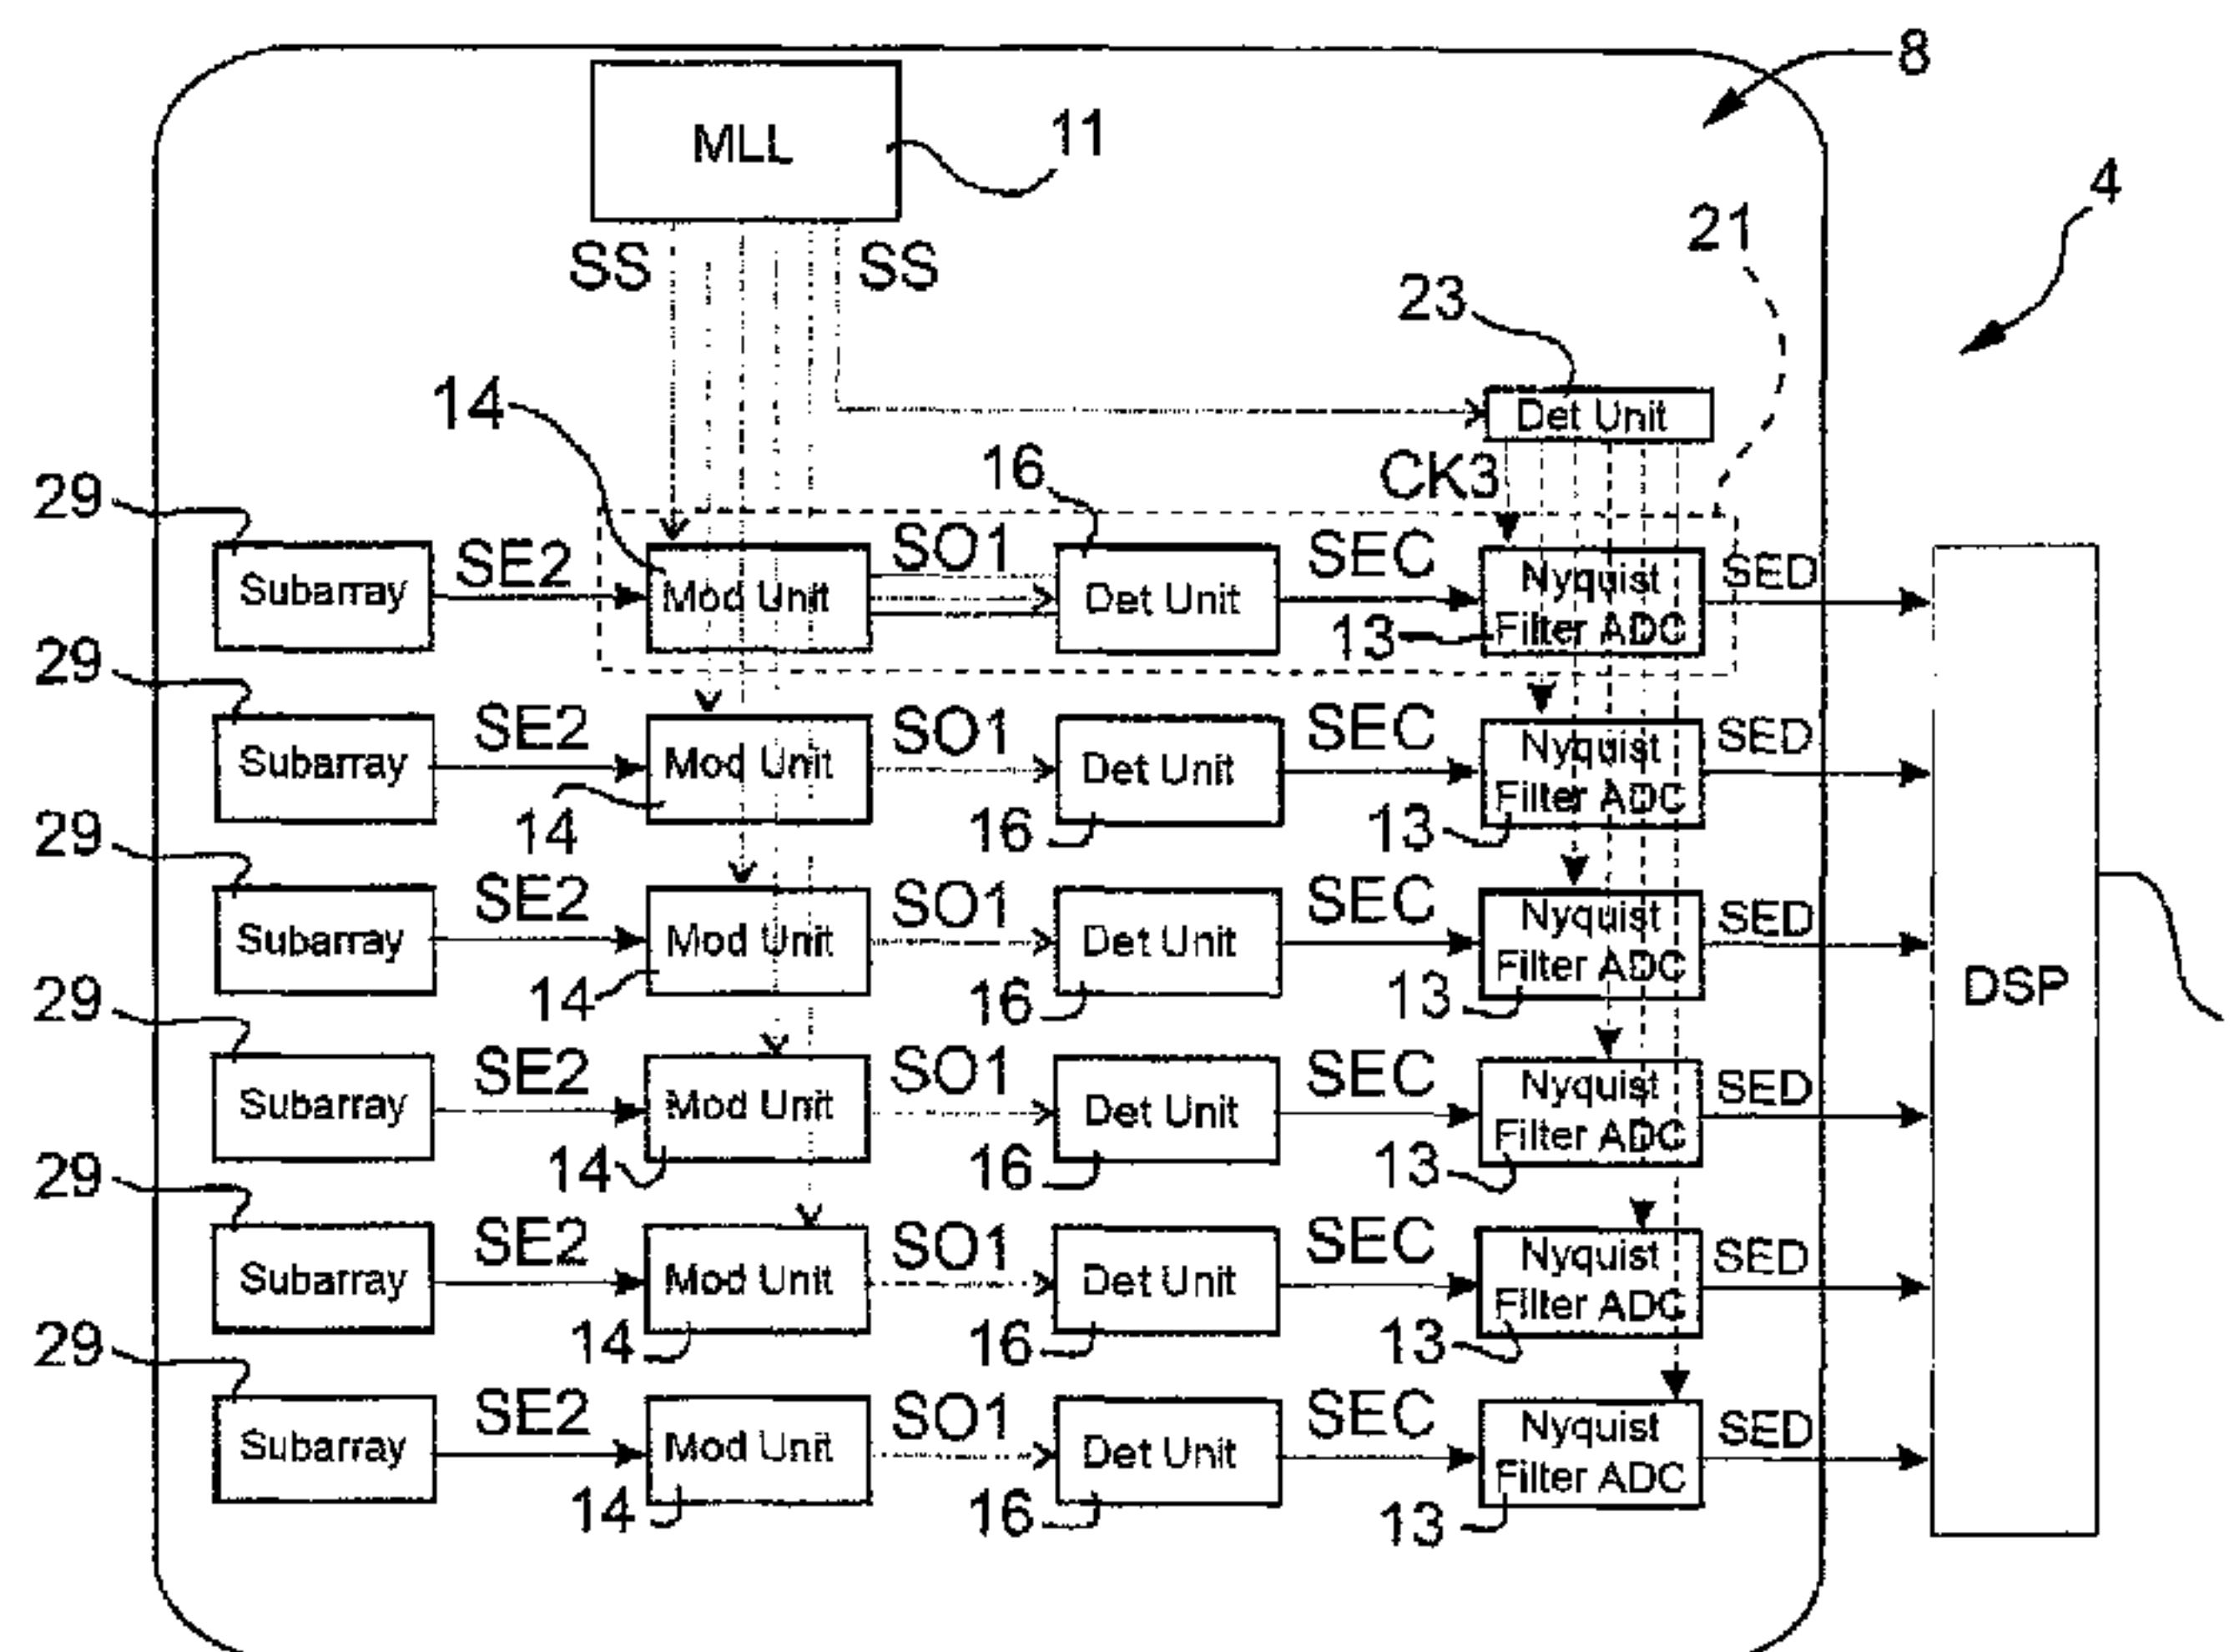 8
MLL
11
4
SS
SS
21
23
14
Det Unit
16
CK3
29
SE2
SO1
SEC
Subarray
Mod Unit
Det Unit
Nyquist
Filter ADC
SED
13
29
SE2
SO1
SEC
SED
Subarray
Mod Unit
Det Unit
Nyquist
Filter ADC
14
16
13
29
SE2
SO1
SEC
SED
Subarray
Mod Unit
Det Unit
Nyquist
Filter ADC
DSP
14
16
13
29
SE2
SO1
SEC
SED
Subarray
Mod Unit
Det Unit
Nyquist
Filter ADC
14
16
13
29
SE2
SO1
SEC
SED
Subarray
Mod Unit
Det Unit
Nyquist
Filter ADC
14
16
13
29
SE2
SO1
SEC
SED
Subarray
Mod Unit
Det Unit
Nyquist
Filter ADC
14
16
13